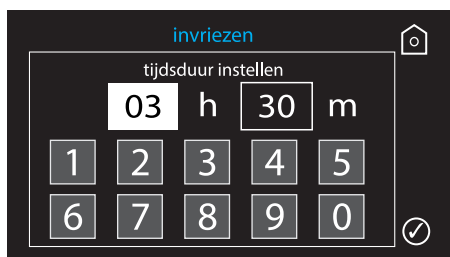 invriezen
tijdsduur instellen
03 h 30 m
1 2 3 4 5
6 7 8 9 0